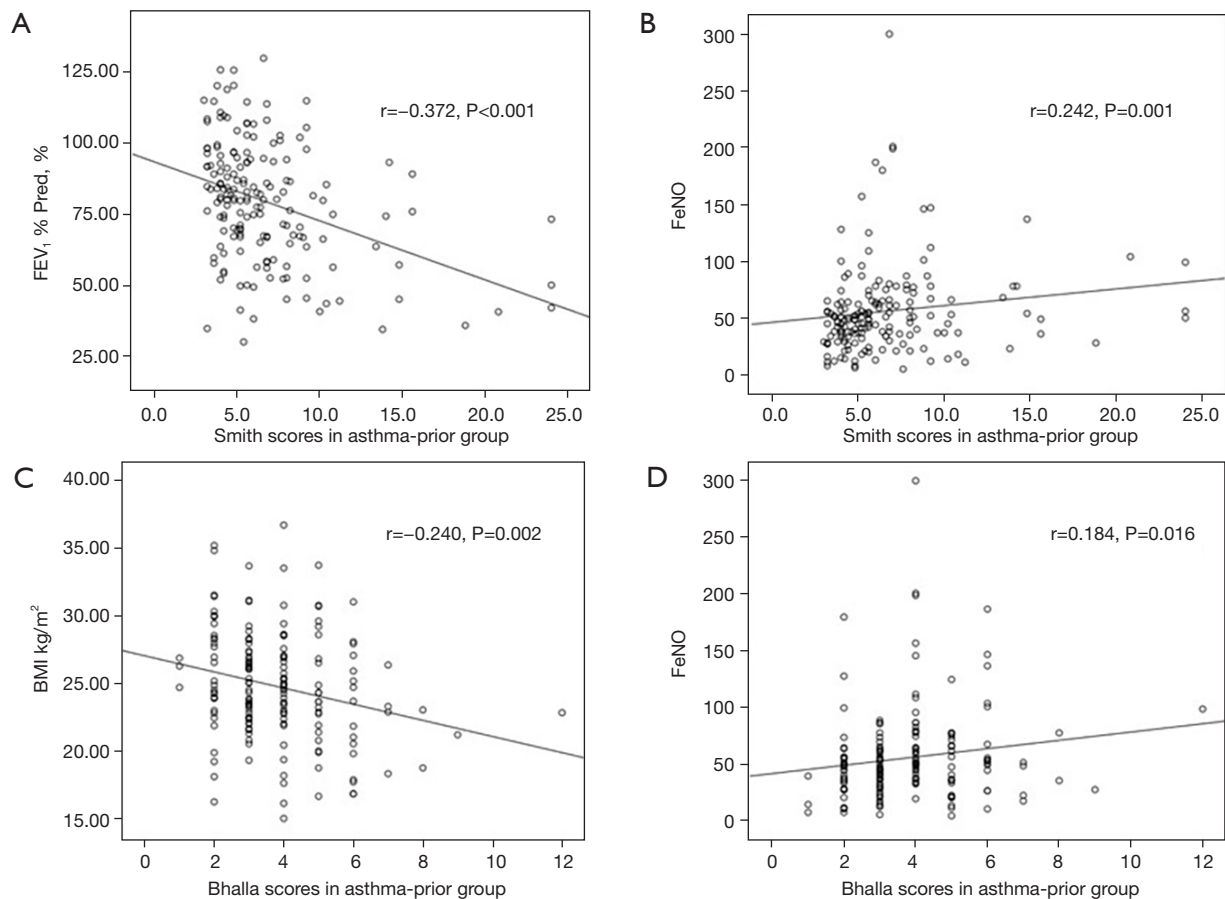 A
FEV₁ % Pred, %
125.00
100.00
75.00
50.00
25.00
r=−0.372, P<0.001
0.0 5.0 10.0 15.0 20.0 25.0
Smith scores in asthma-prior group
B
FeNO
300
250
200
150
100
50
0
r=0.242, P=0.001
0.0 5.0 10.0 15.0 20.0 25.0
Smith scores in asthma-prior group
C
BMI kg/m²
40.00
35.00
30.00
25.00
20.00
15.00
r=−0.240, P=0.002
0 2 4 6 8 10 12
Bhalla scores in asthma-prior group
D
FeNO
300
250
200
150
100
50
0
r=0.184, P=0.016
0 2 4 6 8 10 12
Bhalla scores in asthma-prior group